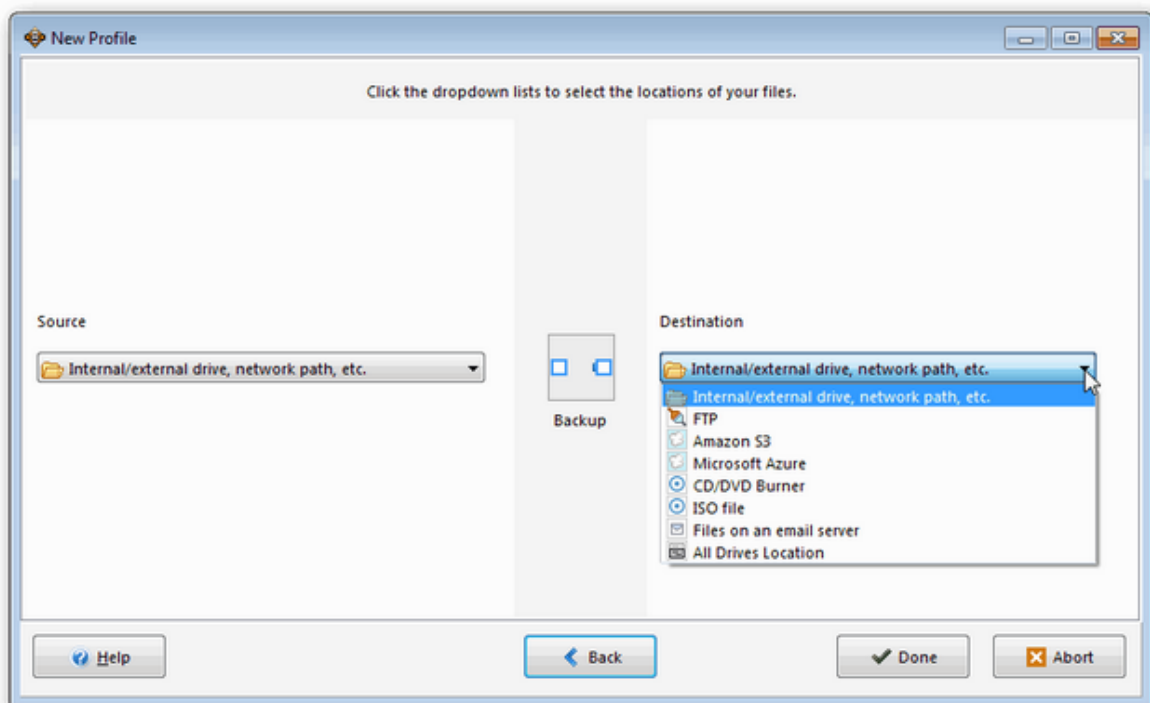 New Profile
Click the dropdown lists to select the locations of your files.
Source
Internal/external drive, network path, etc.
Backup
Destination
Internal/external drive, network path, etc.
Internal/external drive, network path, etc.
FTP
Amazon S3
Microsoft Azure
CD/DVD Burner
ISO file
Files on an email server
All Drives Location
Help
Back
Done
Abort